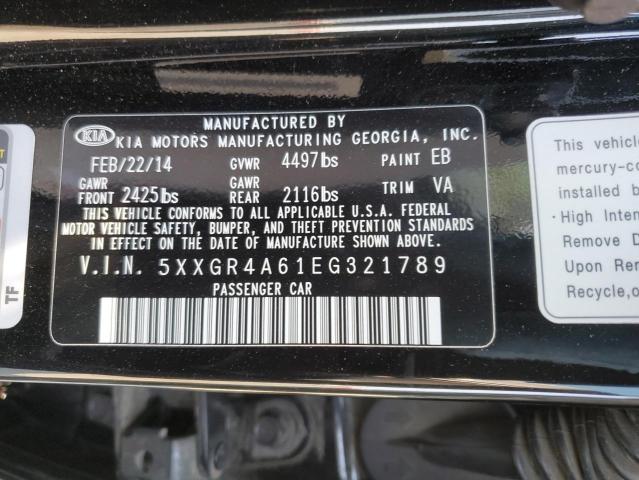 MANUFACTURED BY
KIA KIA MOTORS MANUFACTURING GEORGIA, INC.
FEB/22/14 GVWR 4497lbs PAINT EB
GAWR FRONT 2425lbs GAWR REAR 2116lbs TRIM VA
THIS VEHICLE CONFORMS TO ALL APPLICABLE U.S.A. FEDERAL
MOTOR VEHICLE SAFETY, BUMPER, AND THEFT PREVENTION STANDARDS
IN EFFECT ON THE DATE OF MANUFACTURE SHOWN ABOVE.
V.I.N. 5XXGR4A61EG321789
PASSENGER CAR
TF
This vehicle
mercury-co
installed b
· High Inten
Remove D
Upon Remo
Recycle, o